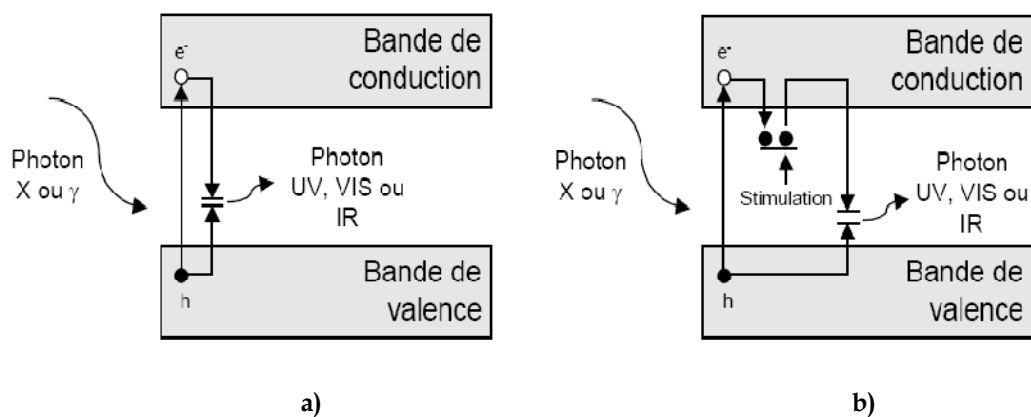 Bande de
conduction
e-
Photon
X ou γ
Photon
UV, VIS ou
IR
Bande de
valence
h
a)
Bande de
conduction
e-
Photon
X ou γ
Stimulation
Photon
UV, VIS ou
IR
Bande de
valence
h
b)